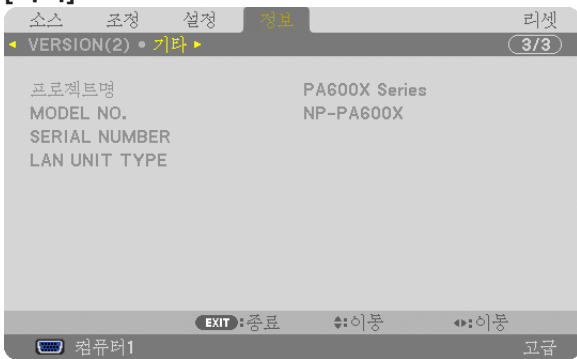 소스 조정 설정 정보 리셋
◂ VERSION(2) • 기타 ▸ 3/3
프로젝트명 PA600X Series
MODEL NO. NP-PA600X
SERIAL NUMBER
LAN UNIT TYPE
EXIT:종료 ♦:이동 ◂▸:이동
컴퓨터1 고급